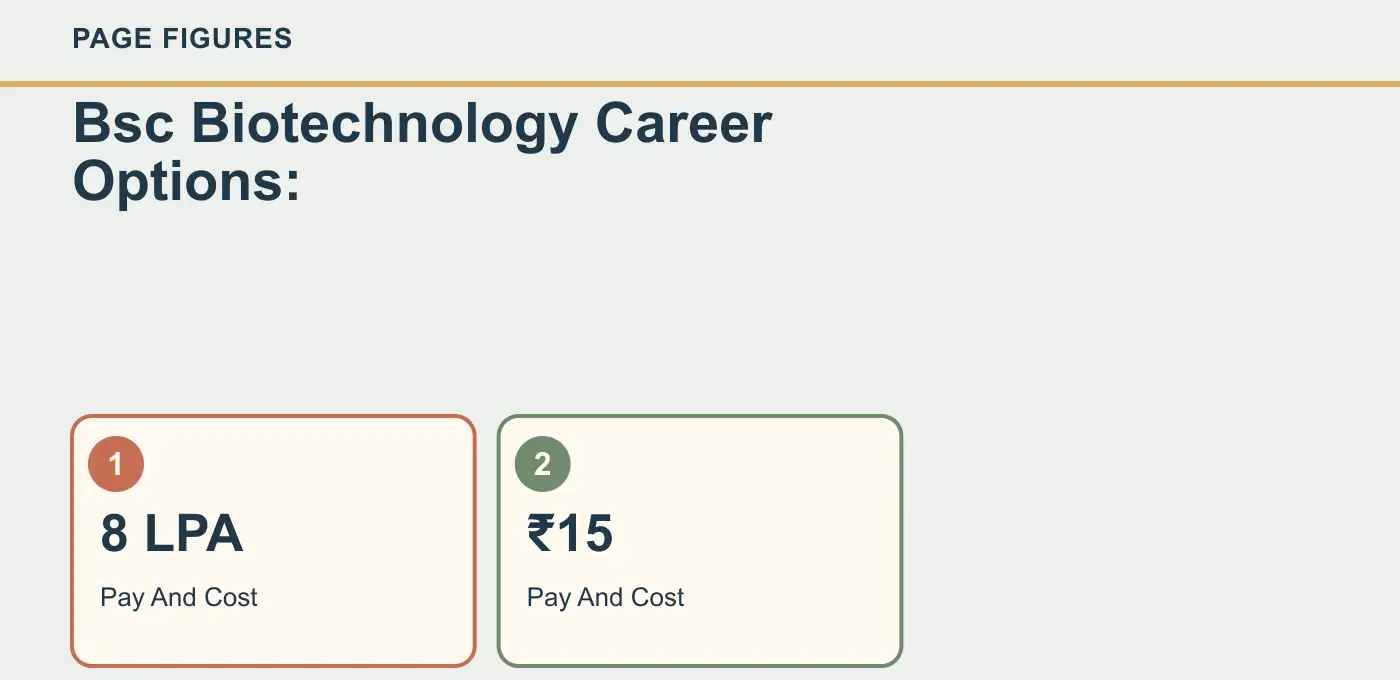 PAGE FIGURES
Bsc Biotechnology Career
Options:
1
8 LPA
Pay And Cost
2
₹15
Pay And Cost